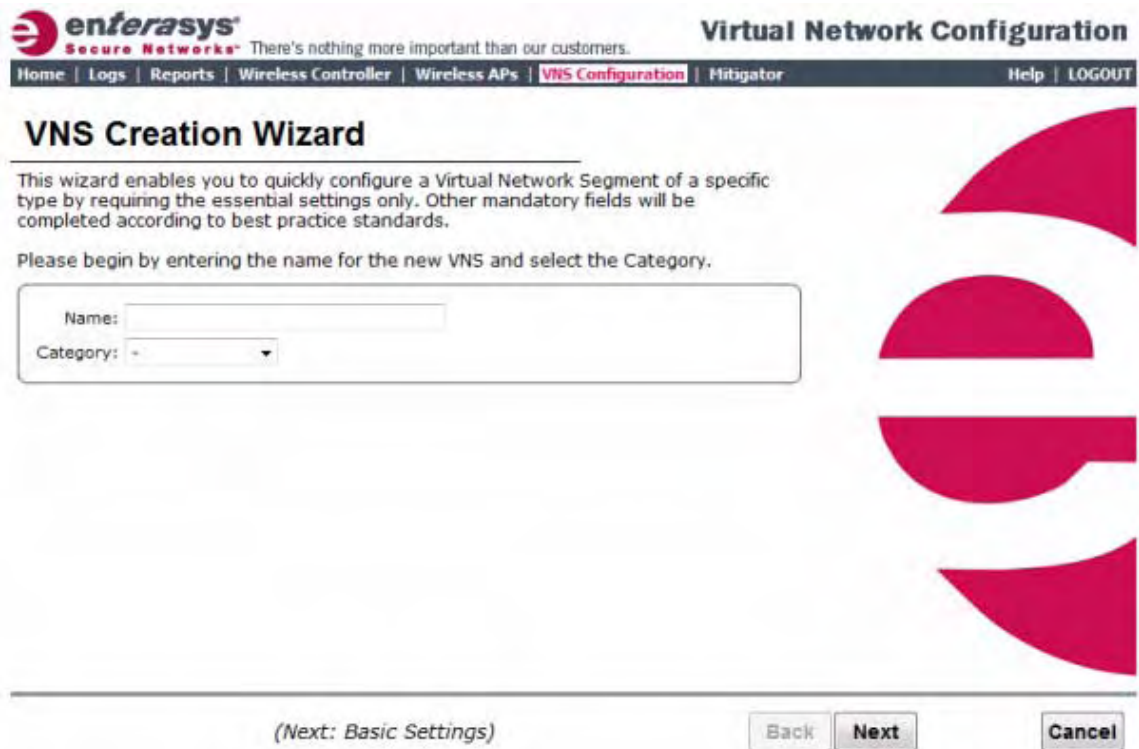 enterasys®
Secure Networks™ There's nothing more important than our customers.
Virtual Network Configuration
Home | Logs | Reports | Wireless Controller | Wireless APs | VNS Configuration | Mitigator Help | LOGOUT
VNS Creation Wizard
This wizard enables you to quickly configure a Virtual Network Segment of a specific
type by requiring the essential settings only. Other mandatory fields will be
completed according to best practice standards.
Please begin by entering the name for the new VNS and select the Category.
Name:
Category: -
(Next: Basic Settings) Back Next Cancel